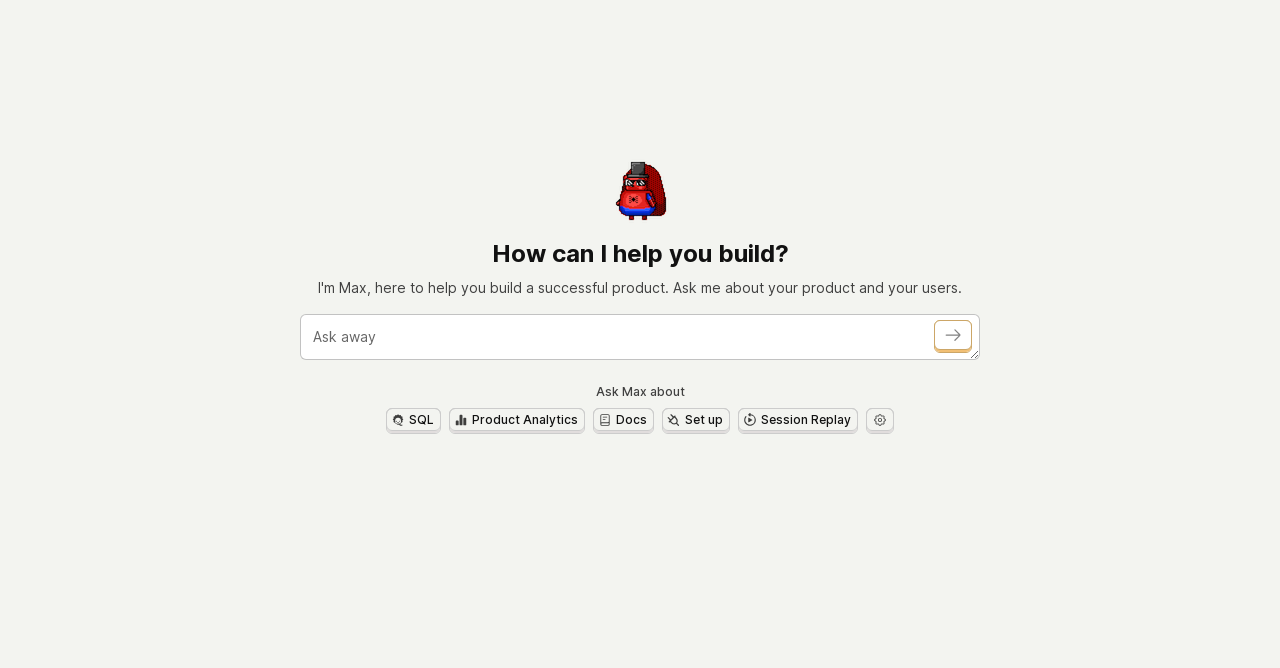 How can I help you build?
I'm Max, here to help you build a successful product. Ask me about your product and your users.
Ask away
Ask Max about
SQL
Product Analytics
Docs
Set up
Session Replay